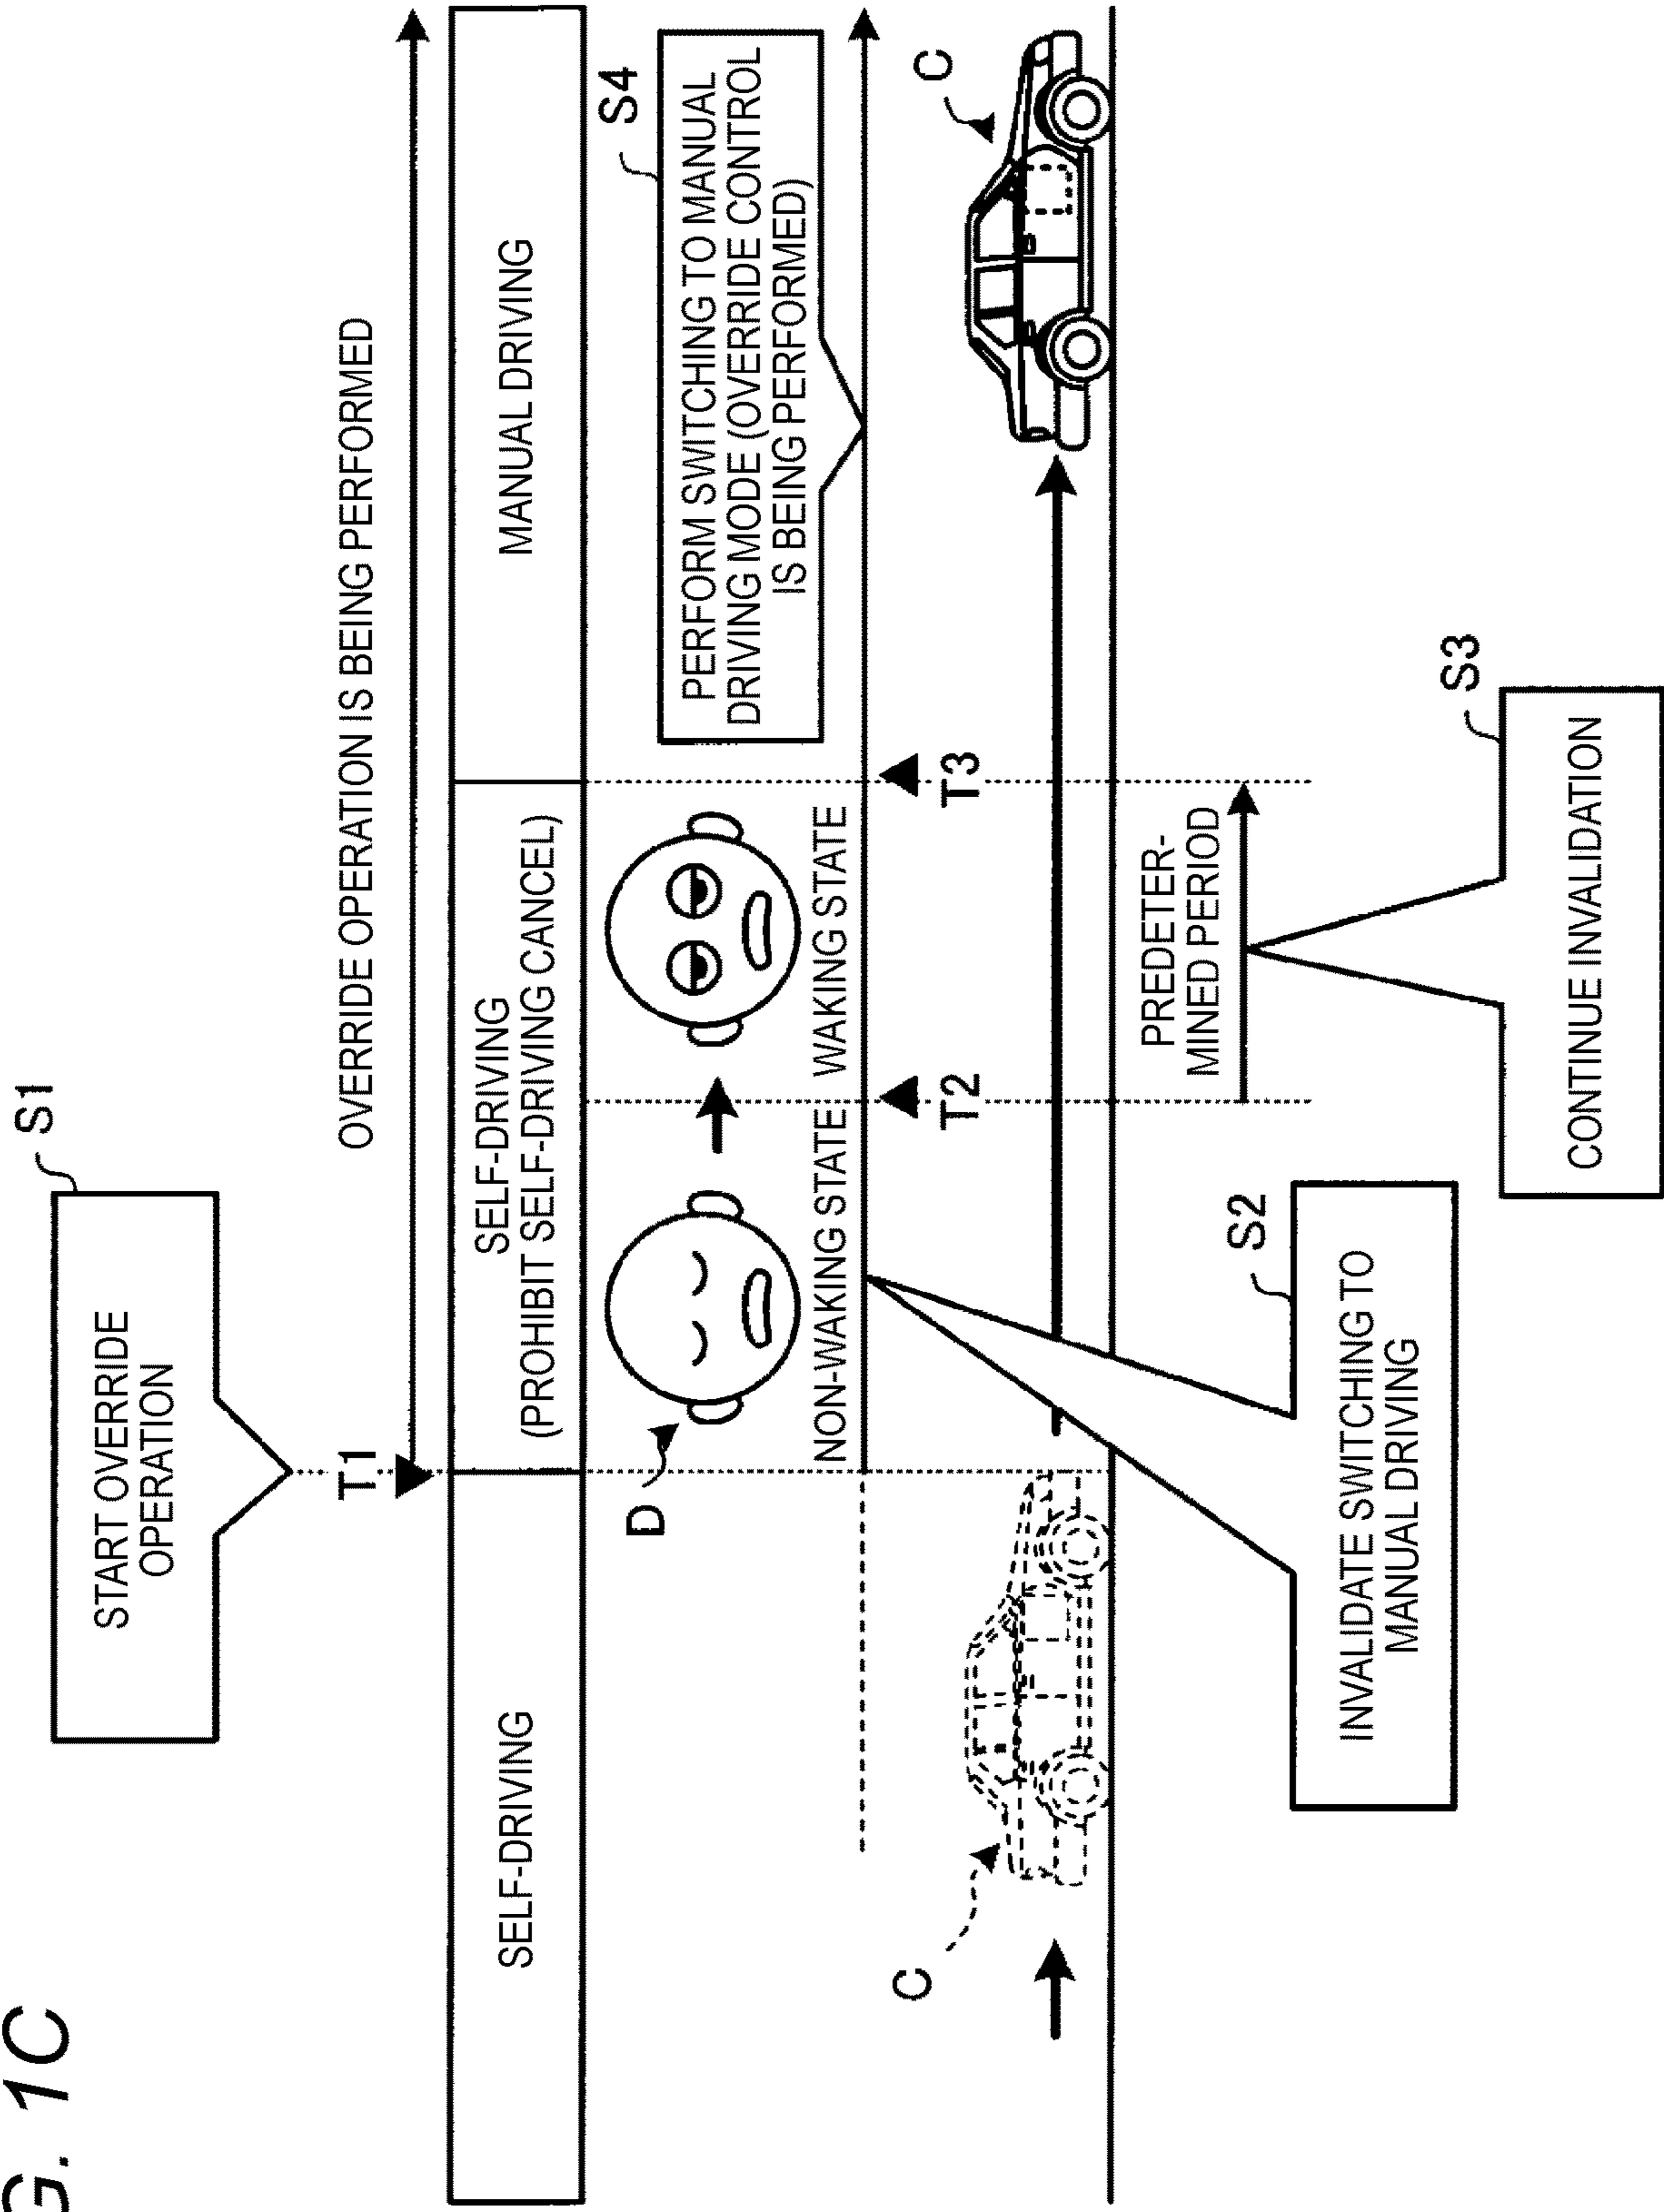 G. 1C
START OVERRIDE
OPERATION
S1
T1
OVERRIDE OPERATION IS BEING PERFORMED
SELF-DRIVING
SELF-DRIVING
(PROHIBIT SELF-DRIVING CANCEL)
MANUAL DRIVING
D
S4
PERFORM SWITCHING TO MANUAL
DRIVING MODE (OVERRIDE CONTROL
IS BEING PERFORMED)
NON-WAKING STATE
WAKING STATE
T2
T3
C
C
PREDETER-
MINED PERIOD
S2
INVALIDATE SWITCHING TO
MANUAL DRIVING
S3
CONTINUE INVALIDATION